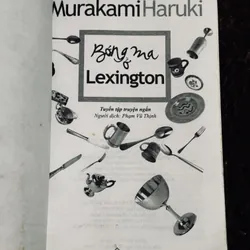 MurakamiHaruki
Bóng ma
ở
Lexington
Tuyển tập truyện ngắn
Người dịch: Phạm Vũ Thịnh